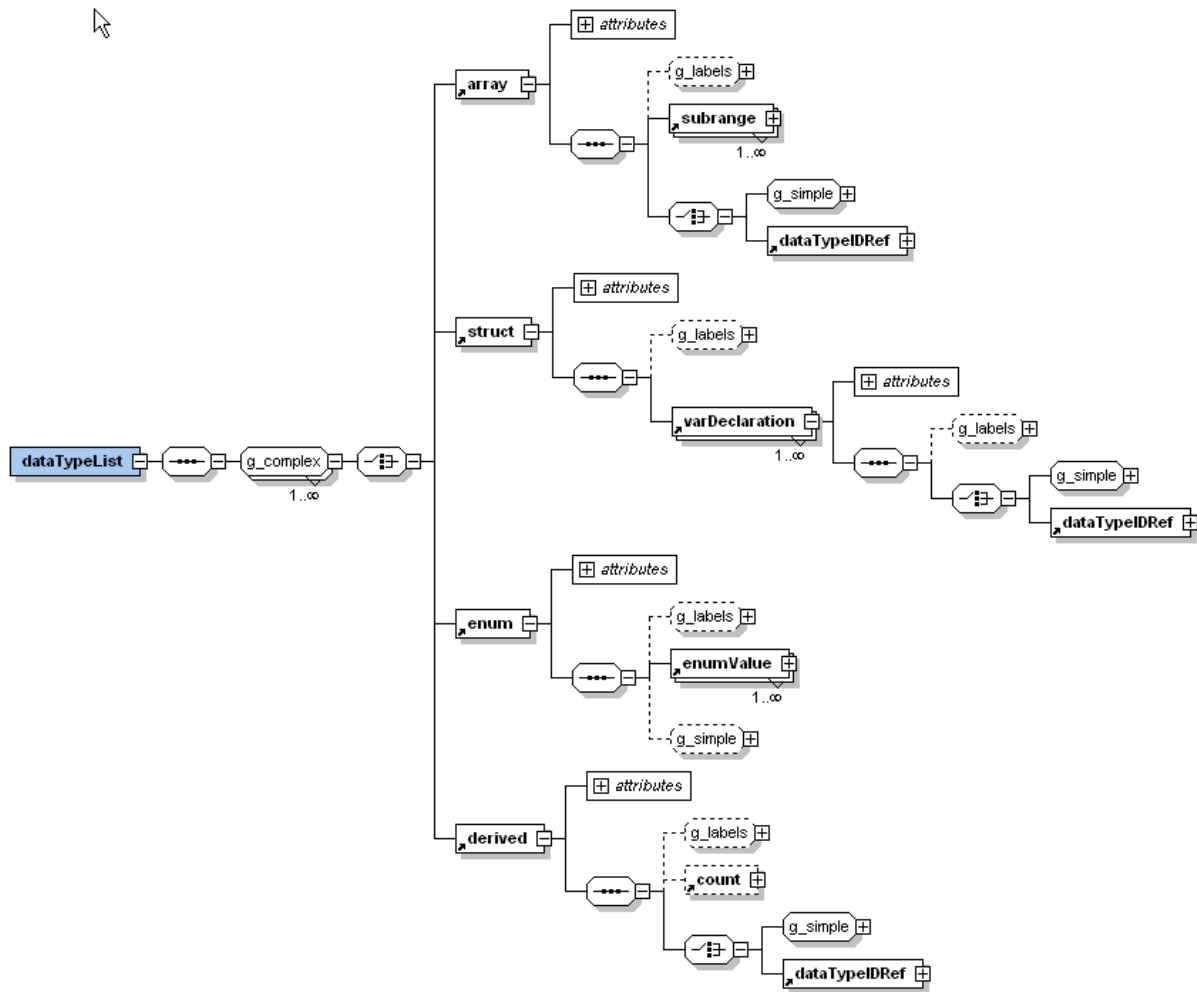 attributes
g_labels
array
subrange
1..∞
g_simple
dataTypeIDRef
attributes
struct
g_labels
attributes
varDeclaration
1..∞
g_labels
dataTypeList
g_complex
1..∞
g_simple
dataTypeIDRef
attributes
enum
g_labels
enumValue
1..∞
g_simple
attributes
derived
g_labels
count
g_simple
dataTypeIDRef